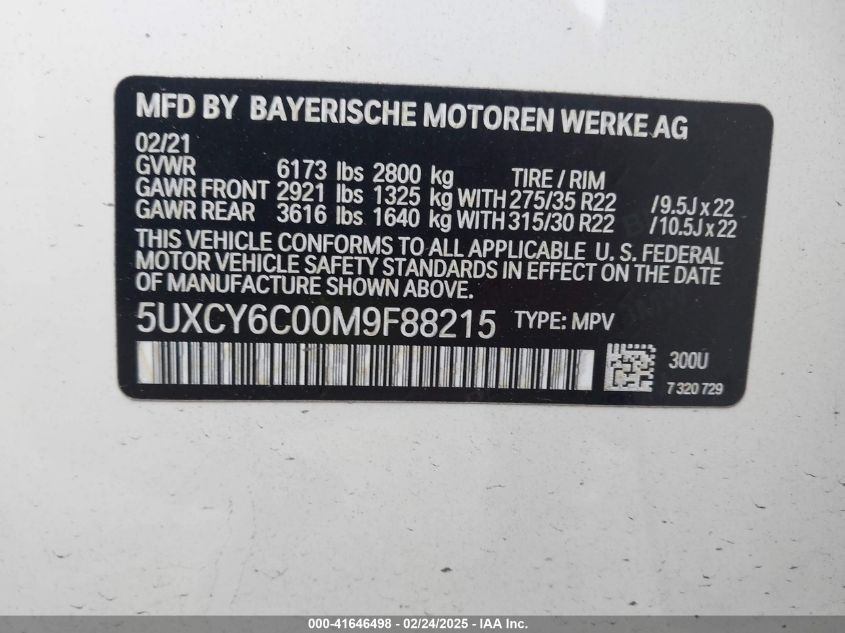 MFD BY BAYERISCHE MOTOREN WERKE AG
02/21
GVWR 6173 lbs 2800 kg TIRE / RIM
GAWR FRONT 2921 lbs 1325 kg WITH 275/35 R22 /9.5J x 22
GAWR REAR 3616 lbs 1640 kg WITH 315/30 R22 /10.5J x 22
THIS VEHICLE CONFORMS TO ALL APPLICABLE U. S. FEDERAL
MOTOR VEHICLE SAFETY STANDARDS IN EFFECT ON THE DATE
OF MANUFACTURE SHOWN ABOVE.
5UXCY6C00M9F88215 TYPE: MPV
300U
7 320 729
000-41646498 - 02/24/2025 - IAA Inc.